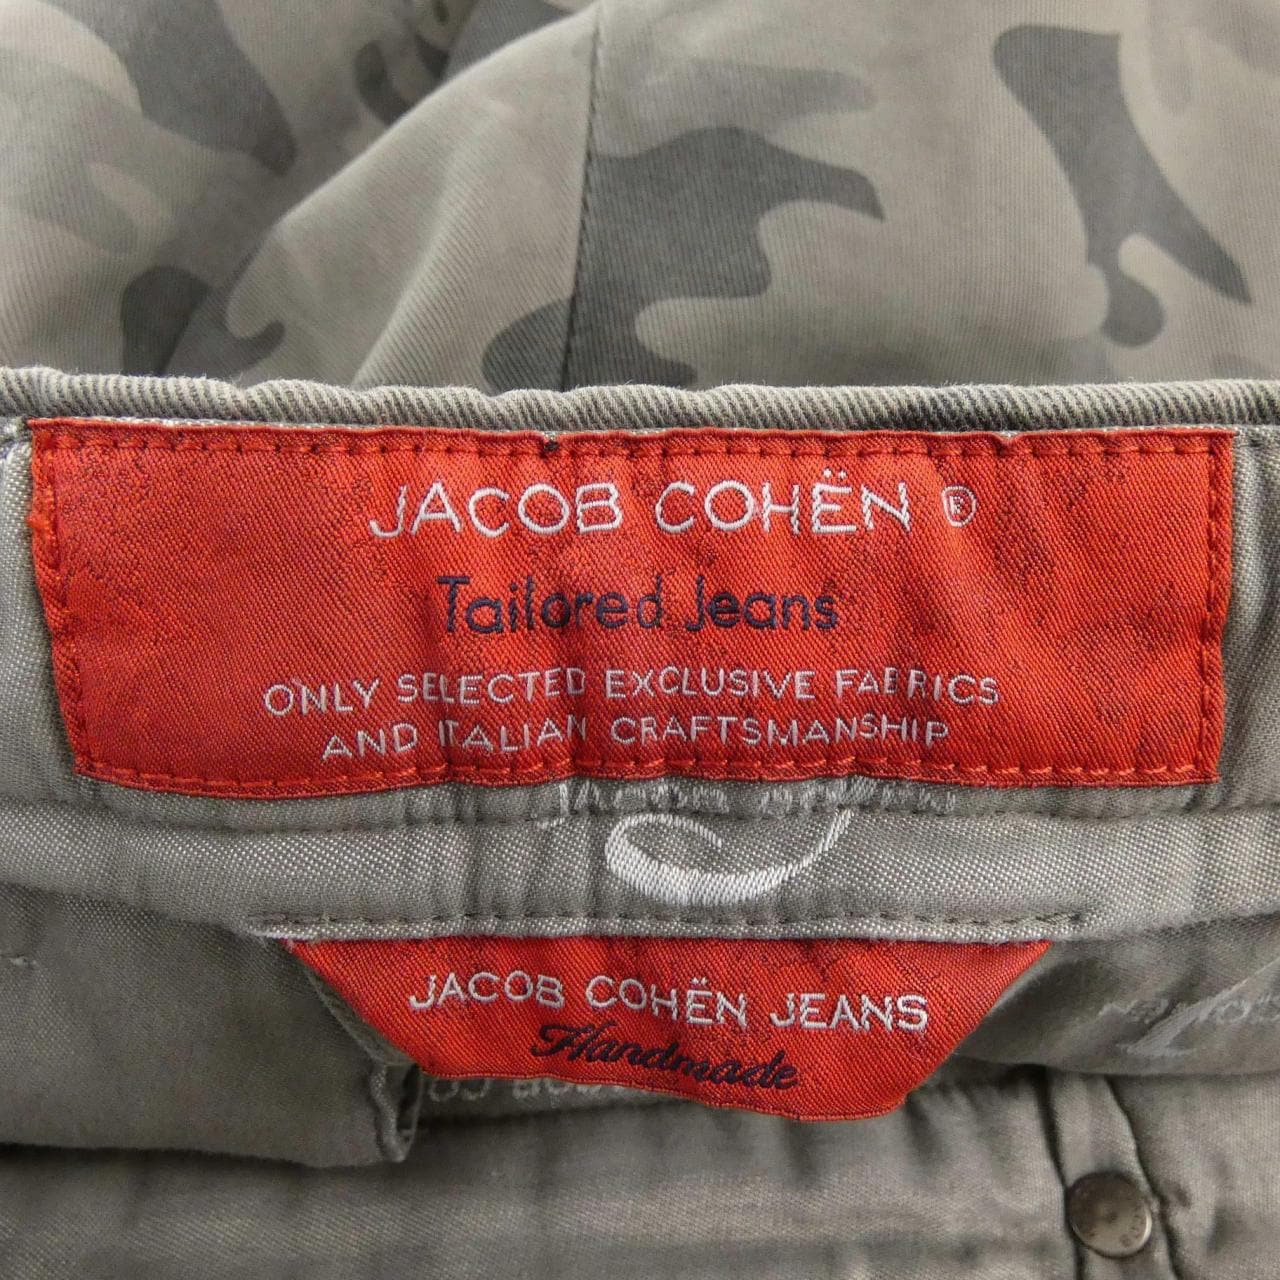 JACOB COHËN ®
Tailored Jeans
ONLY SELECTED EXCLUSIVE FABRICS
AND ITALIAN CRAFTSMANSHIP
JACOB COHËN JEANS
Handmade